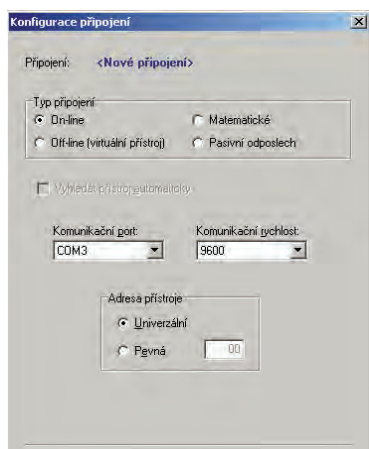 Konfigurace připojení
Připojení: <Nové připojení>
Typ připojení
On-line
Matematické
Off-line (virtuální přístroj)
Pasivní odposlech
Vyhledat přístroj automaticky
Komunikační port:
Komunikační rychlost:
COM3
9600
Adresa přístroje
Univerzální
Pevná
00